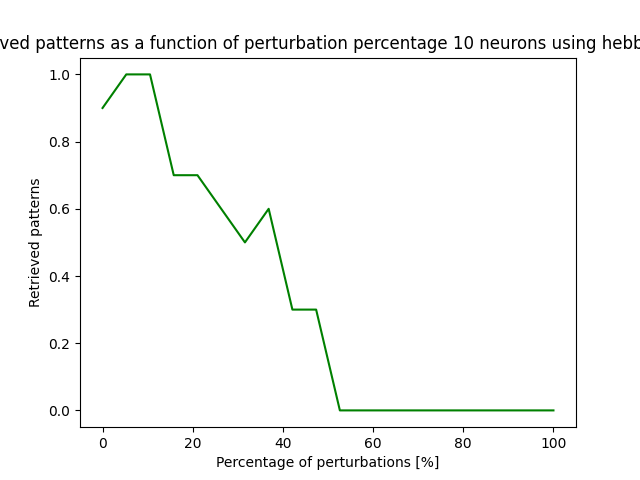 ved patterns as a function of perturbation percentage 10 neurons using hebb
1.0
0.8
0.6
0.4
0.2
0.0
Retrieved patterns
0 20 40 60 80 100
Percentage of perturbations [%]